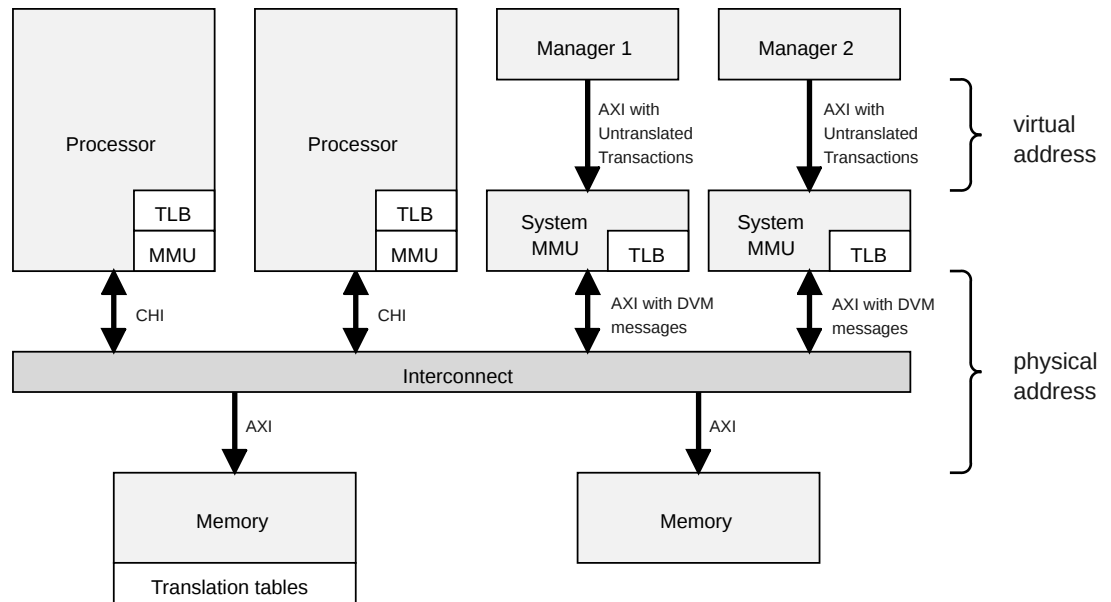 Manager 1
Manager 2
AXI with
Untranslated
Transactions
AXI with
Untranslated
Transactions
virtual
address
Processor
Processor
TLB
MMU
TLB
MMU
System
MMU
TLB
System
MMU
TLB
CHI
CHI
AXI with DVM
messages
AXI with DVM
messages
physical
address
Interconnect
AXI
AXI
Memory
Memory
Translation tables